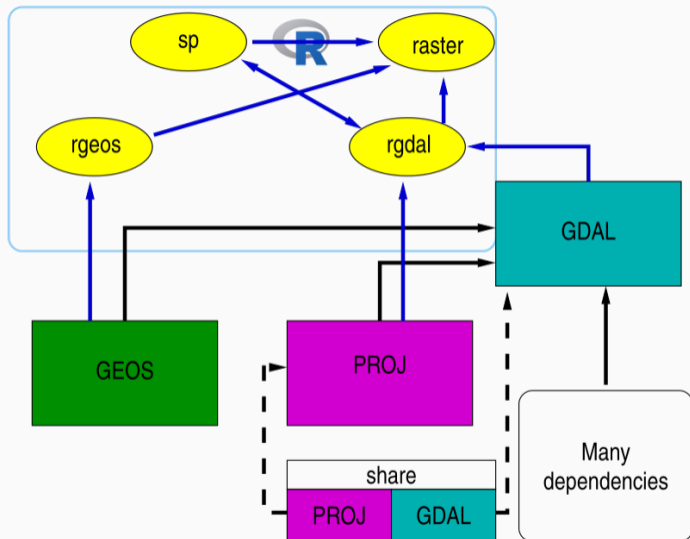 sp
R
raster
rgeos
rgdal
GDAL
GEOS
PROJ
Many
dependencies
share
PROJ
GDAL